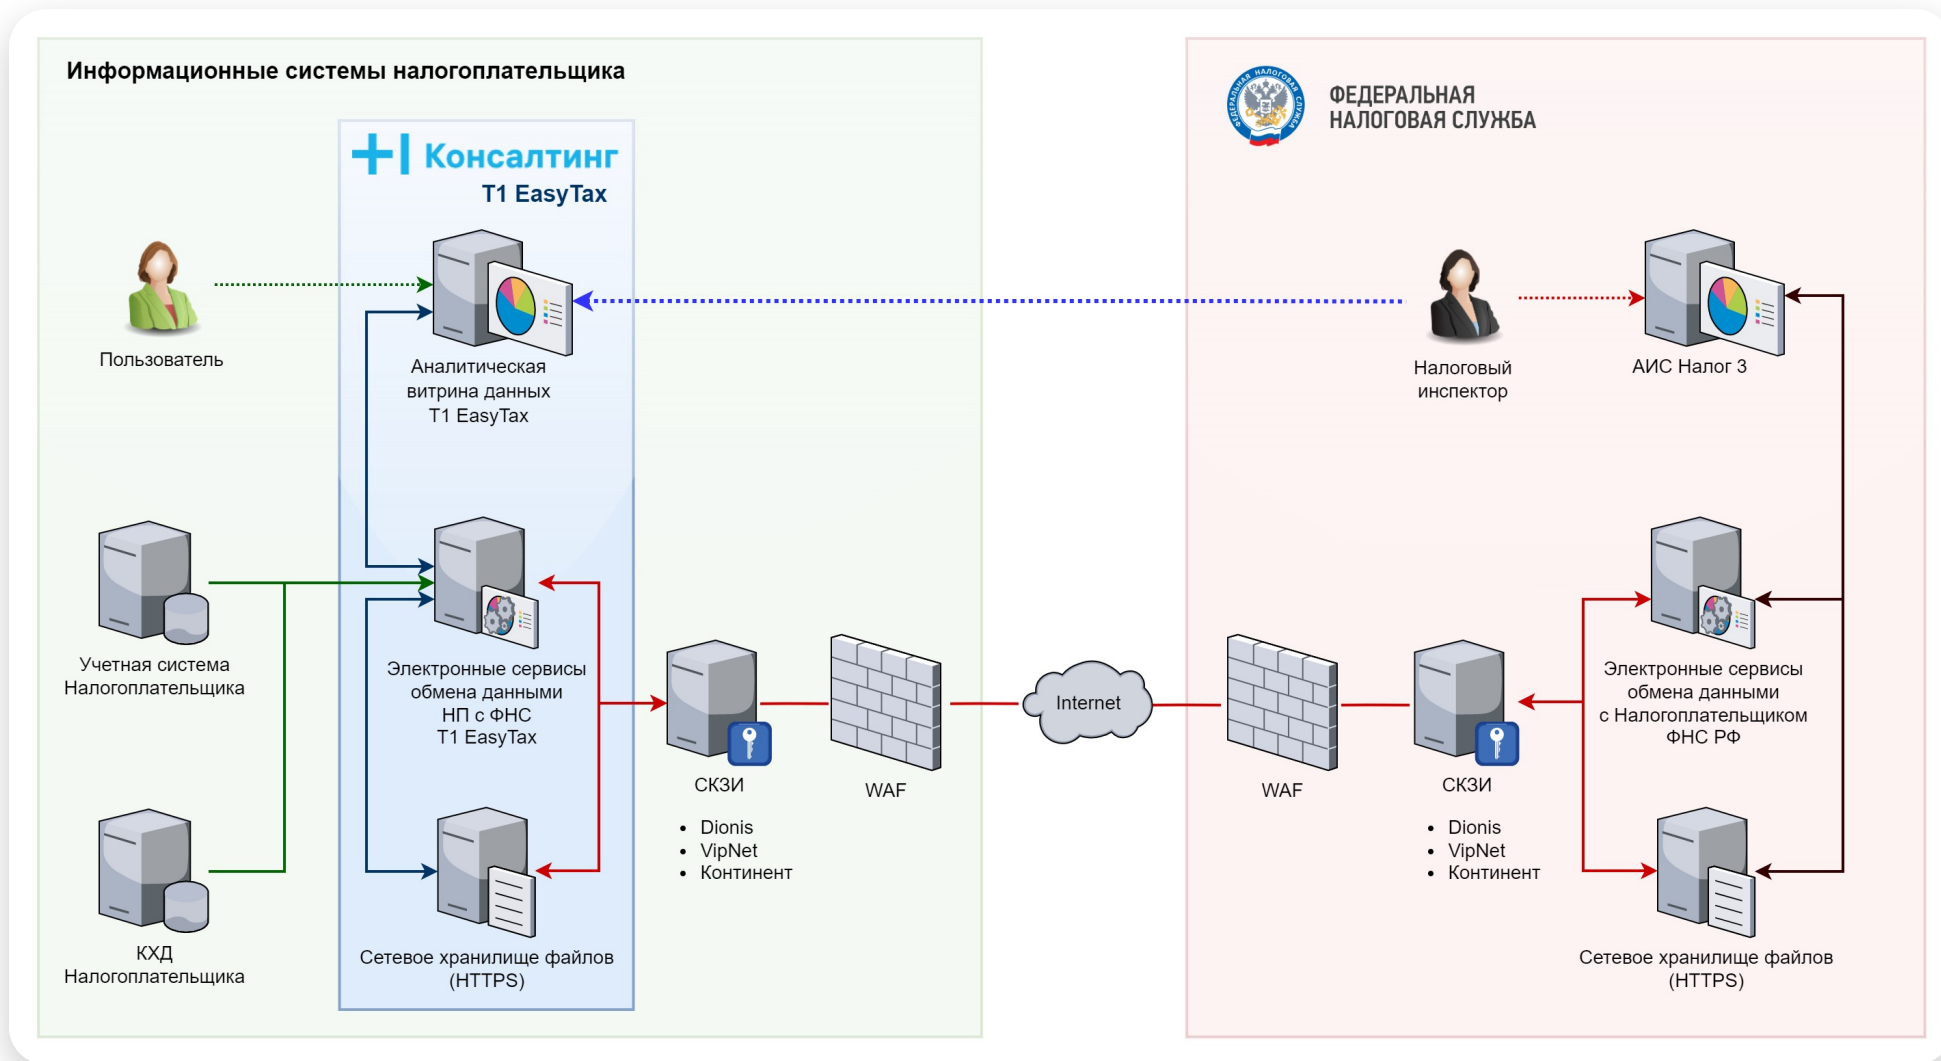 Информационные системы налогоплательщика
Консалтинг
T1 EasyTax
Пользователь
Аналитическая
витрина данных
T1 EasyTax
Учетная система
Налогоплательщика
Электронные сервисы
обмена данными
НП с ФНС
T1 EasyTax
КХД
Налогоплательщика
Сетевое хранилище файлов
(HTTPS)
СКЗИ
• Dionis
• VipNet
• Континент
WAF
Internet
ФЕДЕРАЛЬНАЯ НАЛОГОВАЯ СЛУЖБА
ФЕДЕРАЛЬНАЯ
НАЛОГОВАЯ СЛУЖБА
Налоговый
инспектор
АИС Налог 3
WAF
СКЗИ
• Dionis
• VipNet
• Континент
Электронные сервисы
обмена данными
с Налогоплательщиком
ФНС РФ
Сетевое хранилище файлов
(HTTPS)